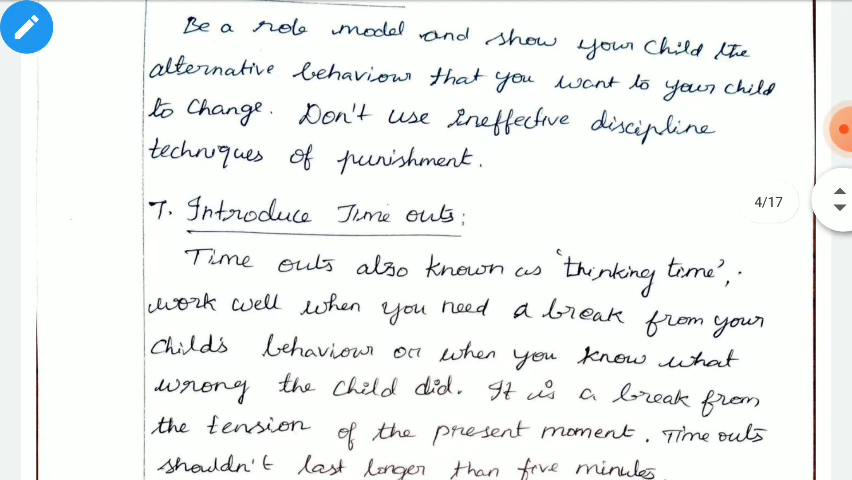 Be a role model and show your child the
alternative behaviour that you want to your child
to change. Don't use ineffective discipline
techniques of punishment.
4/17
7. Introduce Time outs:
Time outs also known as 'thinking time',.
work well when you need a break from your
child's behaviour or when you know what
wrong the child did. It is a break from
the tension of the present moment. Time outs
shouldn't last longer than five minutes.